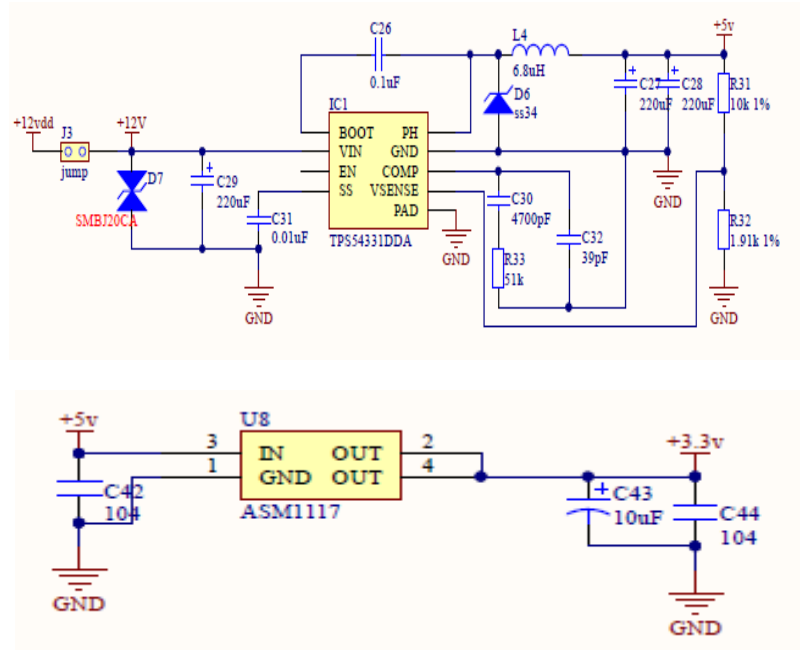 C26
0.1uF
L4
6.8uH
+5v
+
C27
220uF
+
C28
220uF
R31
10k 1%
D6
ss34
IC1
BOOT PH
VIN GND
EN COMP
SS VSENSE
PAD
TPS54331DDA
+12vdd
J3
jump
+12V
D7
SMBJ20CA
+
C29
220uF
C31
0.01uF
GND
GND
C30
4700pF
R33
51k
C32
39pF
GND
R32
1.91k 1%
GND
+5v
U8
3
1
IN OUT
GND OUT
2
4
ASM1117
C42
104
GND
+3.3v
+
C43
10uF
C44
104
GND